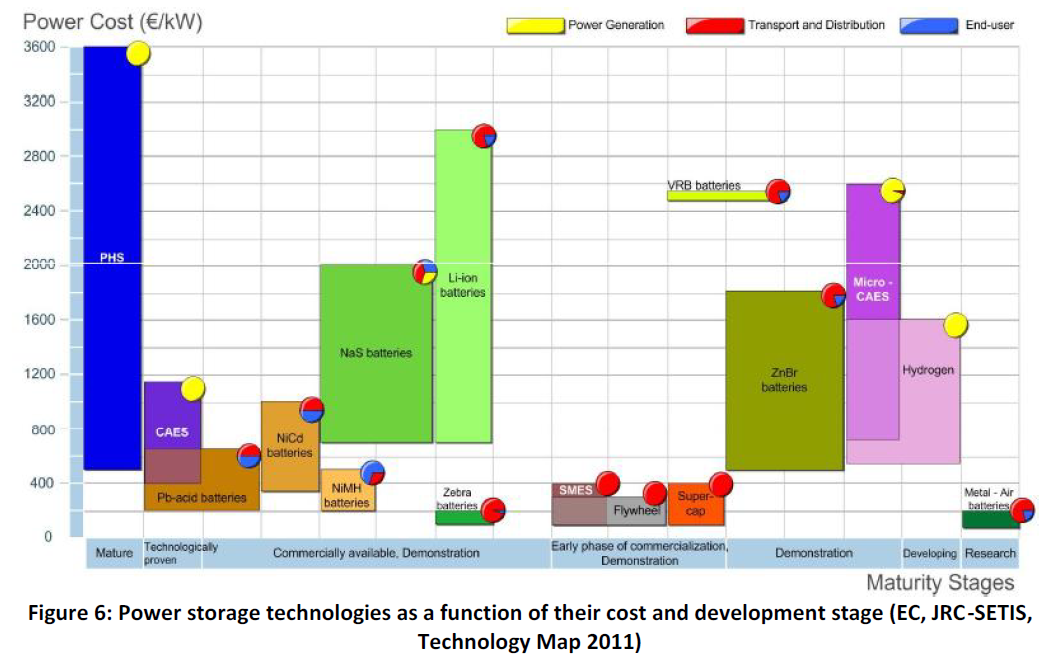 Power Cost (€/kW)
Power Generation
Transport and Distribution
End-user
3600
3200
2800
2400
2000
1600
1200
800
400
0
PHS
CAES
Pb-acid batteries
NiCd
batteries
NiMH
batteries
NaS batteries
Li-ion
batteries
Zebra
batteries
SMES
Flywheel
Super-
cap
VRB batteries
ZnBr
batteries
Micro -
CAES
Hydrogen
Metal - Air
batteries
Mature
Technologically
proven
Commercially available, Demonstration
Early phase of commercialization,
Demonstration
Demonstration
Developing
Research
Maturity Stages
Figure 6: Power storage technologies as a function of their cost and development stage (EC, JRC-SETIS,
Technology Map 2011)